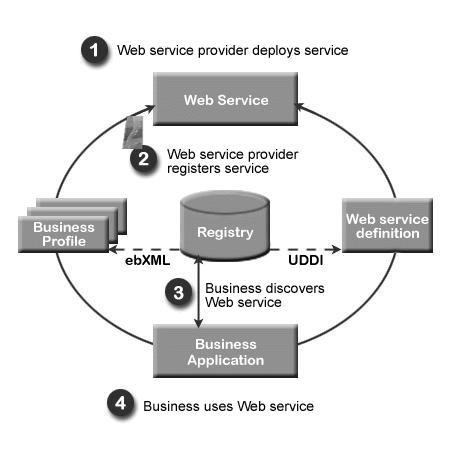 1 Web service provider deploys service
Web Service
2 Web service provider
registers service
Business
Profile
Registry
Web service
definition
ebXML
UDDI
3 Business discovers
Web service
Business
Application
4 Business uses Web service